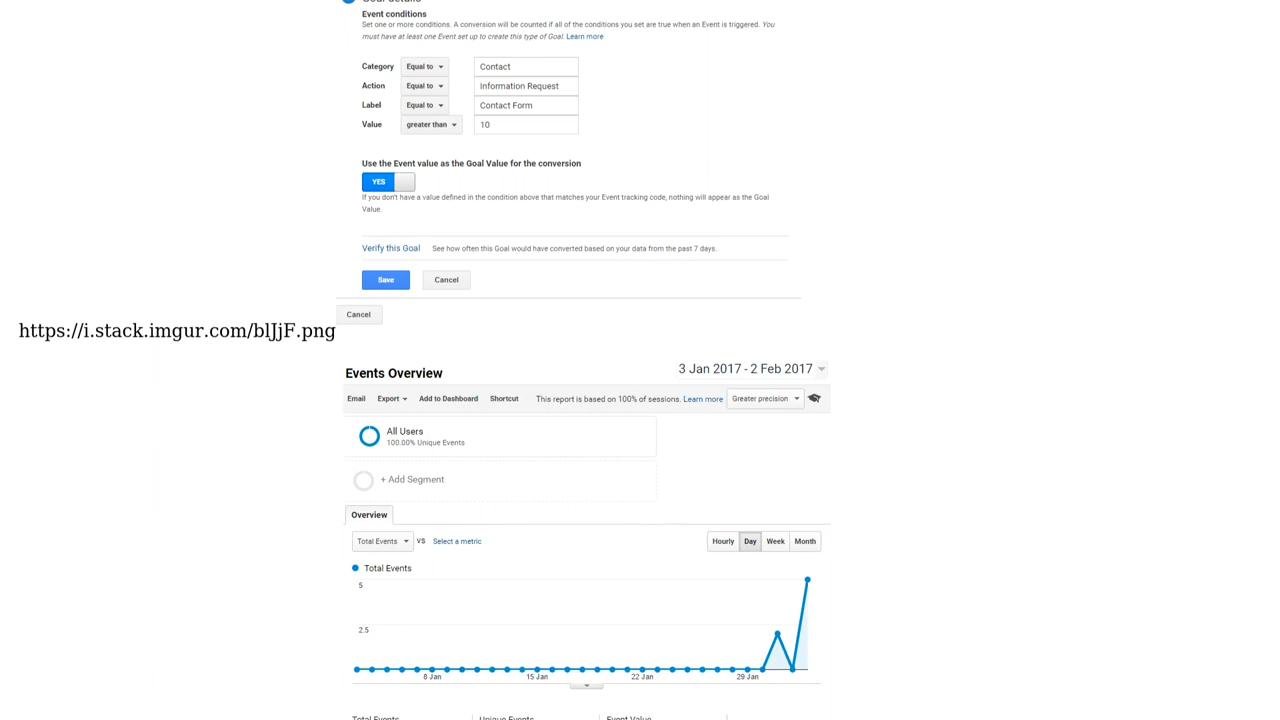 Goal details
Event conditions
Set one or more conditions. A conversion will be counted if all of the conditions you set are true when an Event is triggered. You
must have at least one Event set up to create this type of Goal. Learn more
Category Equal to Contact
Action Equal to Information Request
Label Equal to Contact Form
Value greater than 10
Use the Event value as the Goal Value for the conversion
YES
If you don't have a value defined in the condition above that matches your Event tracking code, nothing will appear as the Goal
Value.
Verify this Goal See how often this Goal would have converted based on your data from the past 7 days.
Save Cancel
Cancel
https://i.stack.imgur.com/blJjF.png
Events Overview 3 Jan 2017 - 2 Feb 2017
Email Export Add to Dashboard Shortcut This report is based on 100% of sessions. Learn more Greater precision
All Users
100.00% Unique Events
+ Add Segment
Overview
Total Events VS Select a metric Hourly Day Week Month
Total Events
5
2.5
8 Jan 15 Jan 22 Jan 29 Jan
Total Events Unique Events Event Value